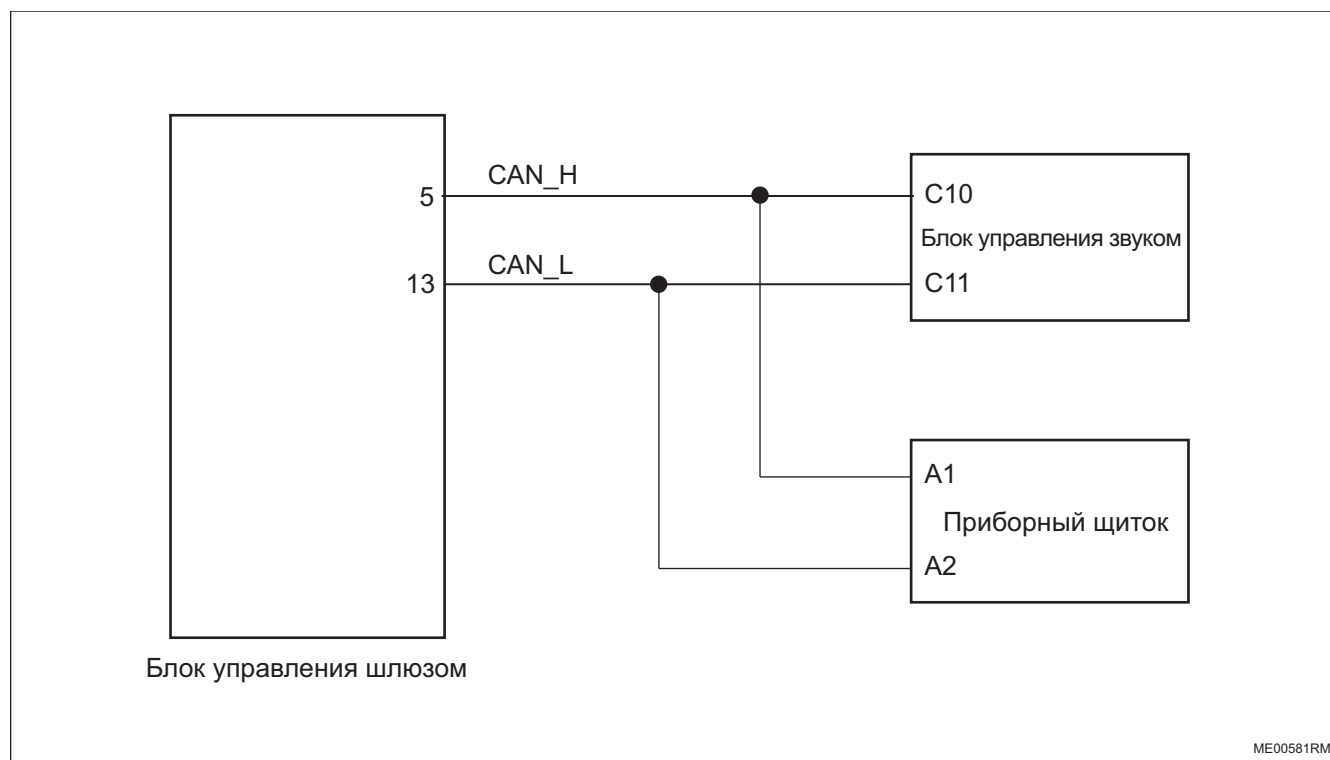 CAN_H
5
C10
Блок управления звуком
CAN_L
13
C11
A1
Приборный щиток
A2
Блок управления шлюзом
ME00581RM